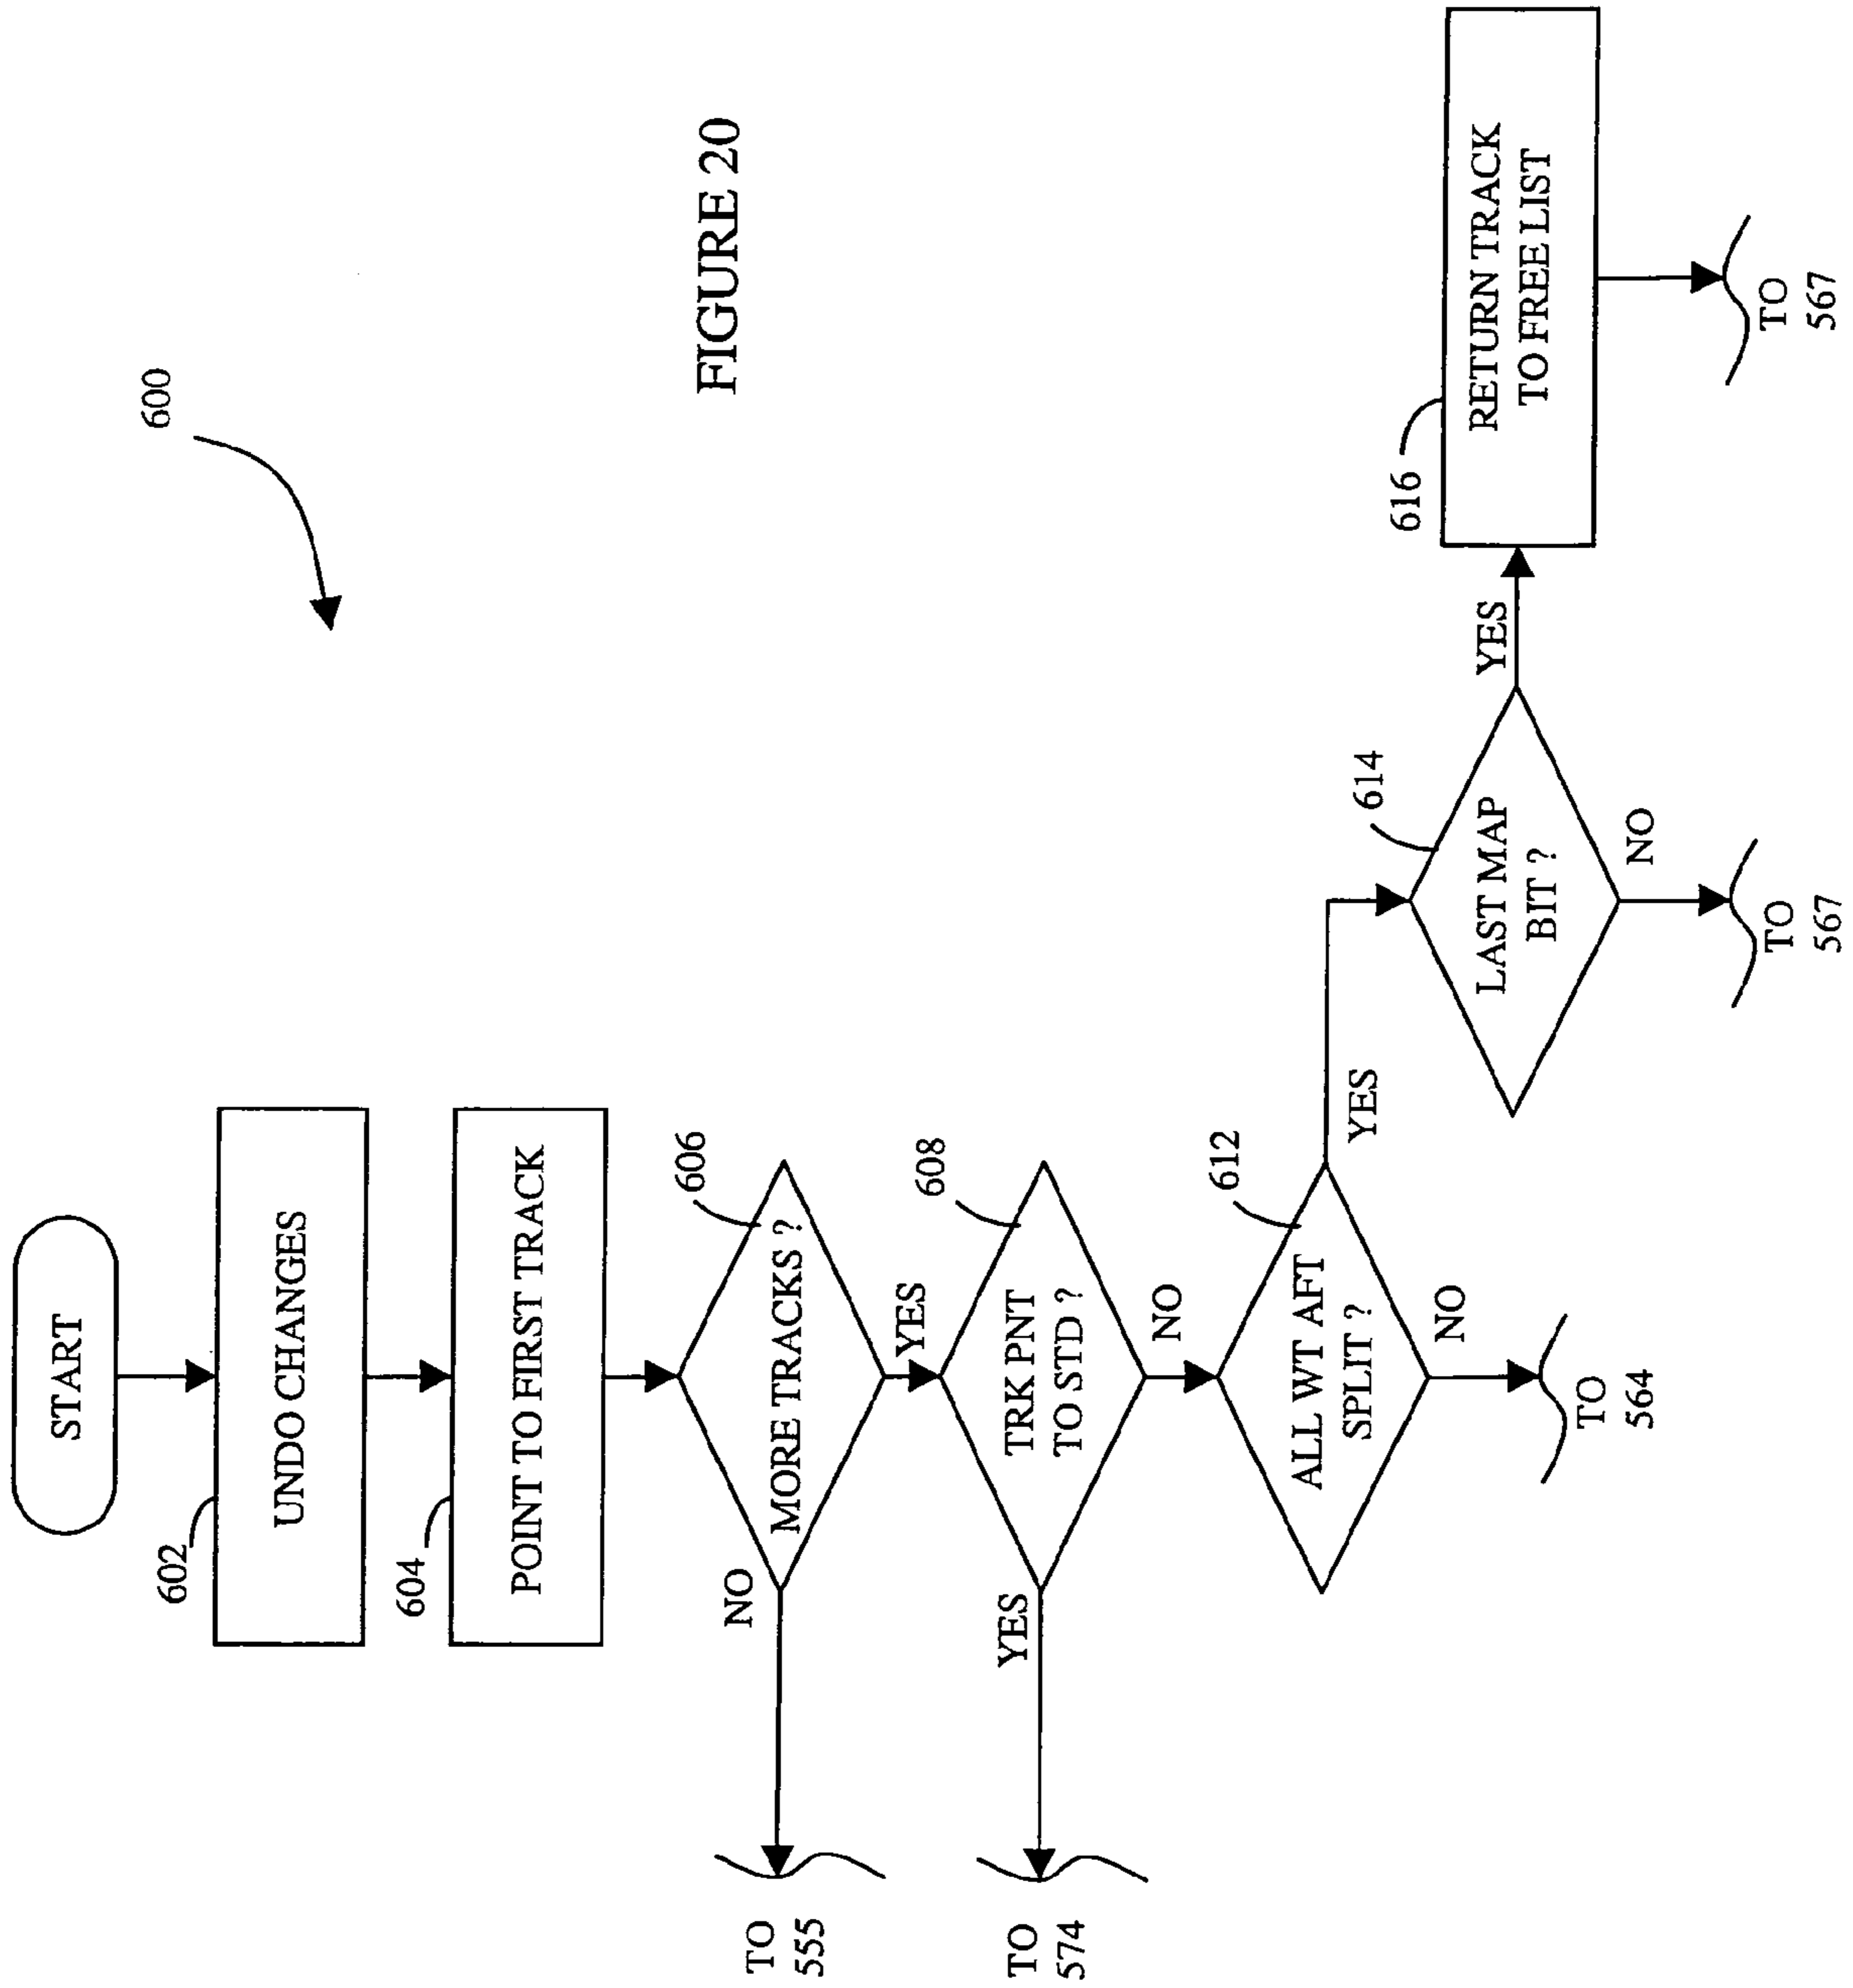 600
START
602
UNDO CHANGES
604
POINT TO FIRST TRACK
606
MORE TRACKS ?
NO
TO
555
YES
608
TRK PNT
TO STD ?
YES
TO
574
NO
612
ALL WT AFT
SPLIT ?
NO
TO
564
YES
614
LAST MAP
BIT ?
NO
TO
567
YES
616
RETURN TRACK
TO FREE LIST
TO
567
FIGURE 20